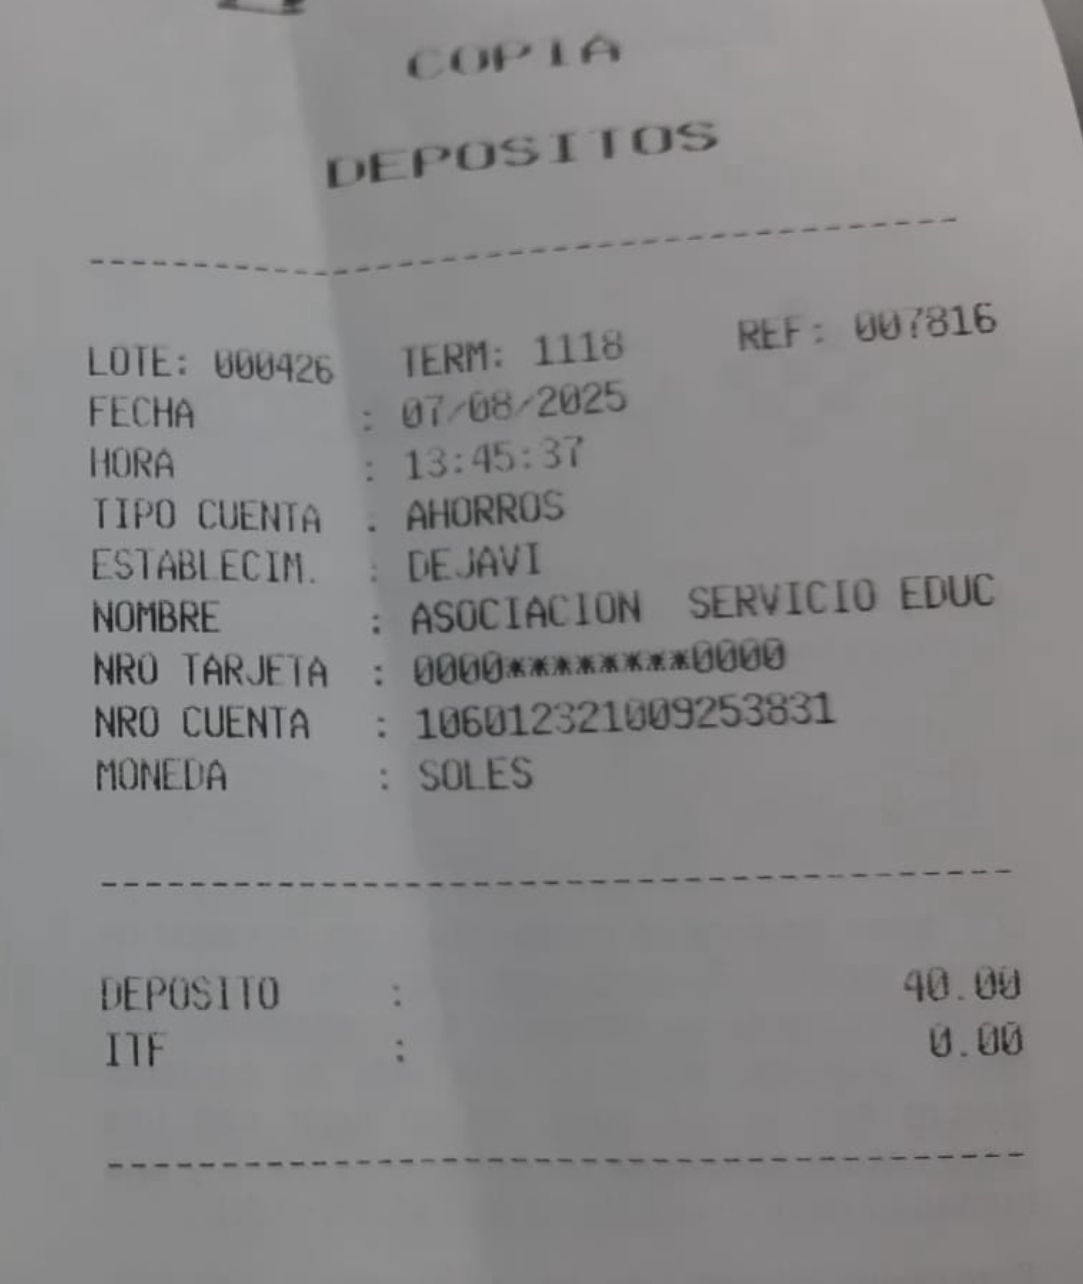 COPIA
DEPOSITOS
LOTE: 000426 TERM: 1118 REF: 007816
FECHA : 07/08/2025
HORA : 13:45:37
TIPO CUENTA : AHORROS
ESTABLECIM. : DEJAVI
NOMBRE : ASOCIACION SERVICIO EDUC
NRO TARJETA : 0000********0000
NRO CUENTA : 106012321009253831
MONEDA : SOLES
DEPOSITO : 40.00
ITF : 0.00